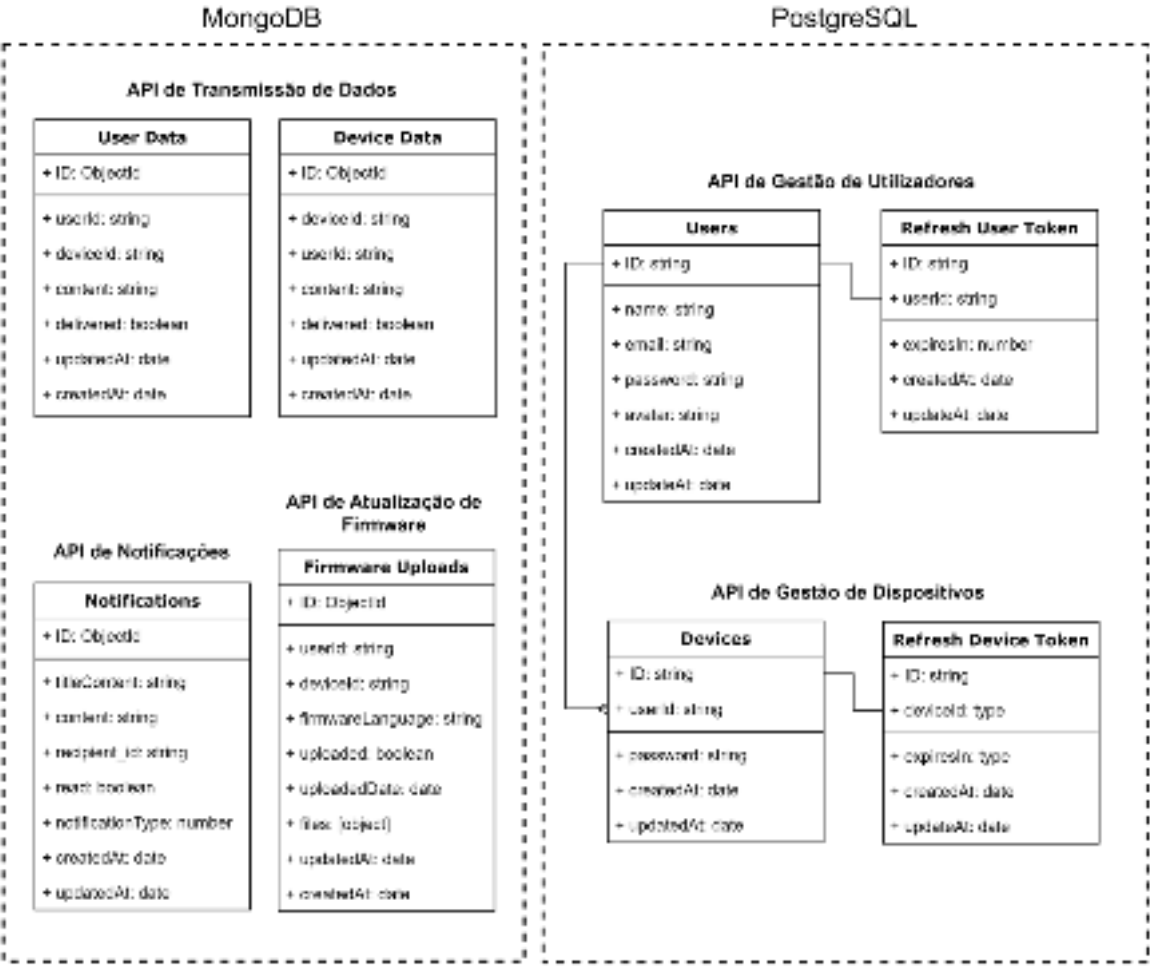 MongoDB
API de Transmissão de Dados
User Data
+ ID: ObjectId
+ userId: string
+ deviceId: string
+ content: string
+ delivered: boolean
+ updatedAt: date
+ createdAt: date
Device Data
+ ID: ObjectId
+ deviceId: string
+ userId: string
+ content: string
+ delivered: boolean
+ updatedAt: date
+ createdAt: date
API de Notificações
Notifications
+ ID: ObjectId
+ titleContent: string
+ content: string
+ recipient_id: string
+ read: boolean
+ notificationType: number
+ createdAt: date
+ updatedAt: date
API de Atualização de
Firmware
Firmware Uploads
+ ID: ObjectId
+ userId: string
+ deviceId: string
+ firmwareLanguage: string
+ uploaded: boolean
+ uploadedDate: date
+ files: [object]
+ updatedAt: date
+ createdAt: date
PostgreSQL
API de Gestão de Utilizadores
Users
+ ID: string
+ name: string
+ email: string
+ password: string
+ avatar: string
+ createdAt: date
+ updateAt: date
Refresh User Token
+ ID: string
+ userId: string
+ expiresIn: number
+ createdAt: date
+ updateAt: date
API de Gestão de Dispositivos
Devices
+ ID: string
+ userId: string
+ password: string
+ createdAt: date
+ updatedAt: date
Refresh Device Token
+ ID: string
+ deviceId: type
+ expiresIn: type
+ createdAt: date
+ updateAt: date